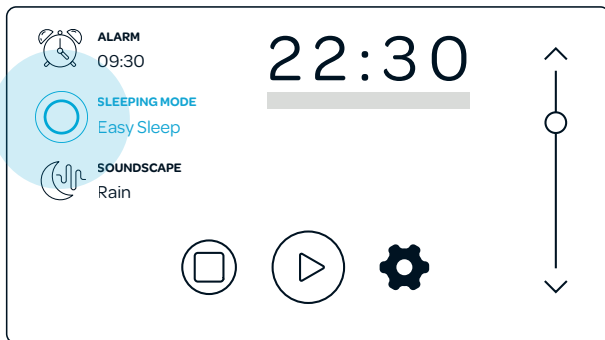 ALARM
09:30
22:30
SLEEPING MODE
Easy Sleep
SOUNDSCAPE
Rain